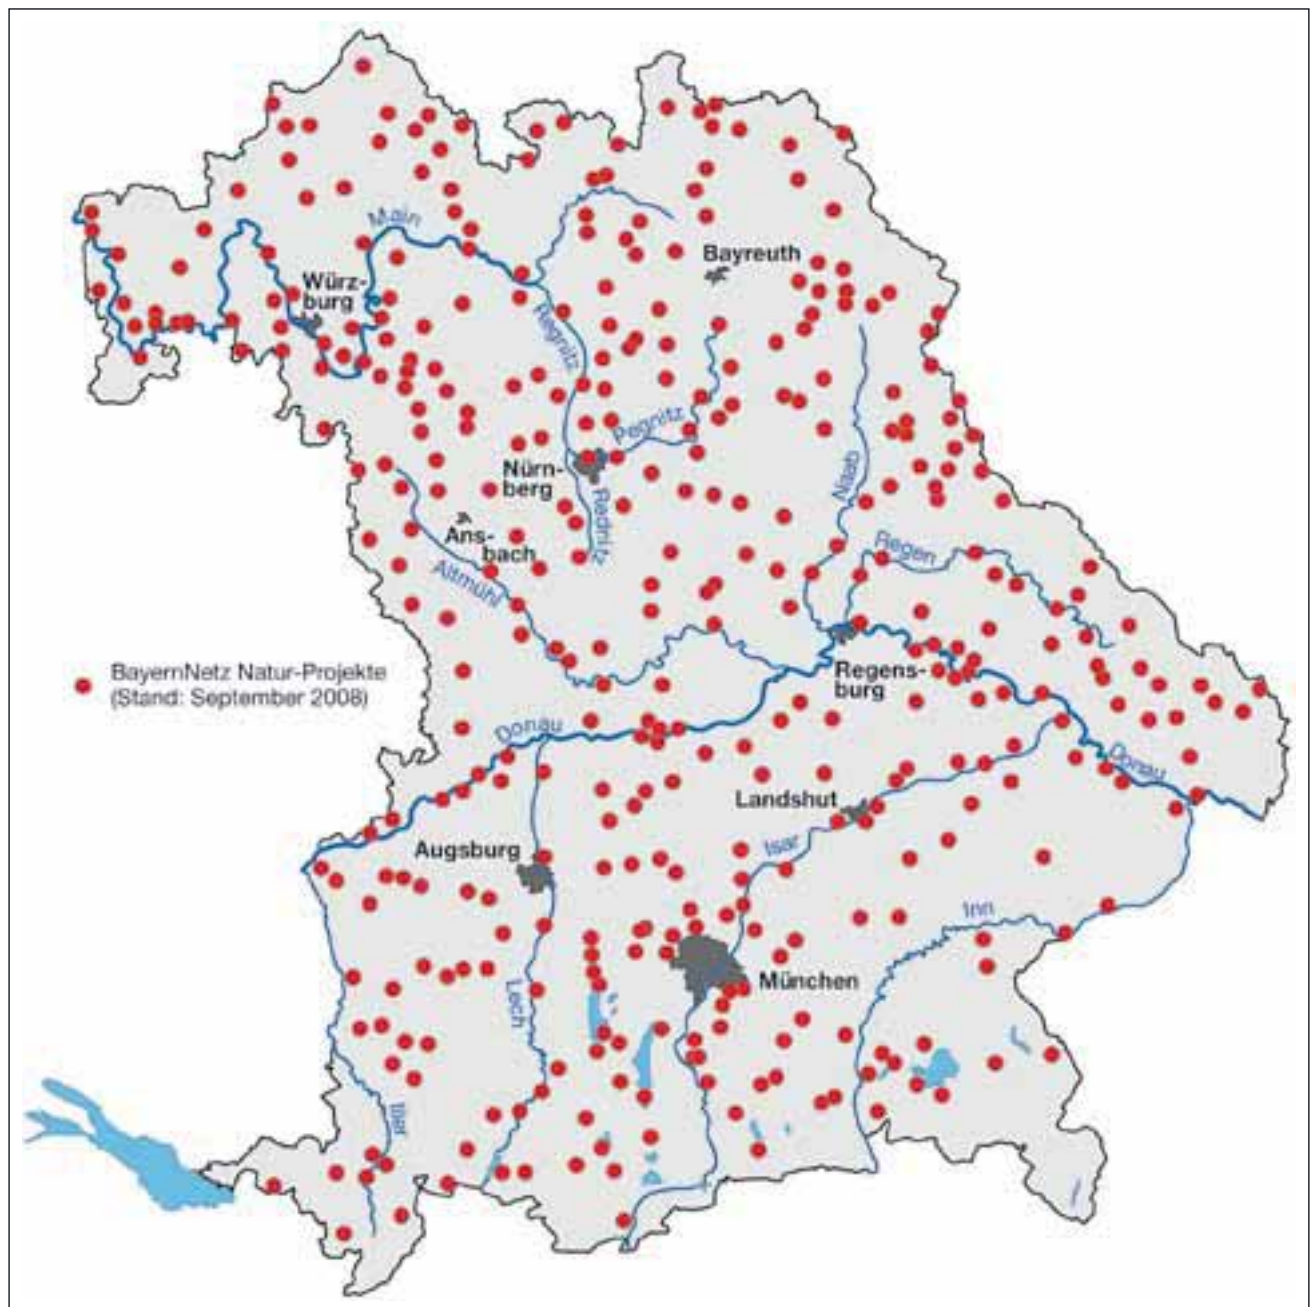 Main
Bayreuth
Würz-
burg
Regnitz
Pegnitz
Nürn-
berg
Naab
Rednitz
Ans-
bach
Regen
Altmühl
BayernNetz Natur-Projekte
(Stand: September 2008)
Regens-
burg
Donau
Donau
Landshut
Isar
Augsburg
Inn
München
Lech
Iller